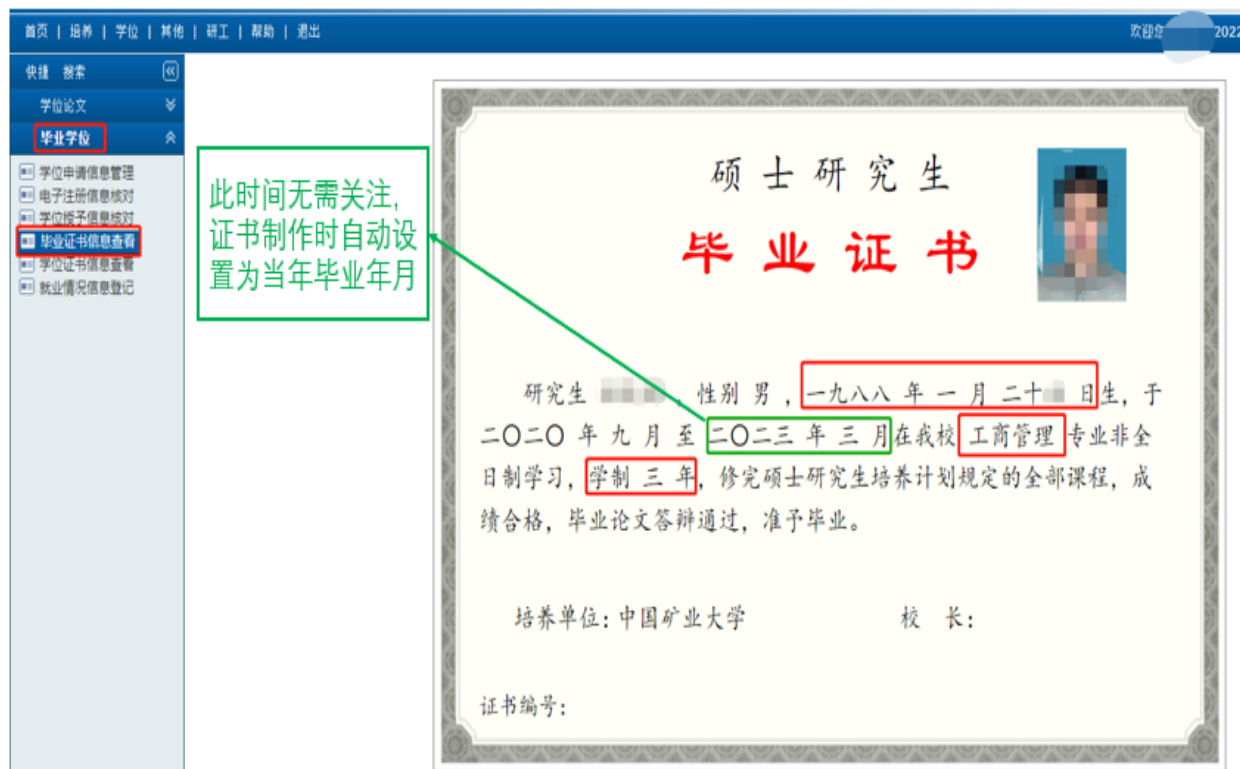 首页 | 培养 | 学位 | 其他 | 研工 | 帮助 | 退出
欢迎您 2022
快捷 搜索
学位论文
毕业学位
学位申请信息管理
电子注册信息核对
学位授予信息核对
毕业证书信息查看
学位证书信息查看
就业情况信息登记
此时间无需关注,
证书制作时自动设
置为当年毕业年月
硕士研究生
毕业证书
研究生 , 性别 男 , 一九八八 年 一 月 二十 日生, 于
二〇二〇 年 九 月 至 二〇二三 年 三 月在我校 工商管理 专业非全
日制学习, 学制 三 年, 修完硕士研究生培养计划规定的全部课程, 成
绩合格, 毕业论文答辩通过, 准予毕业。
培养单位: 中国矿业大学 校 长:
证书编号: